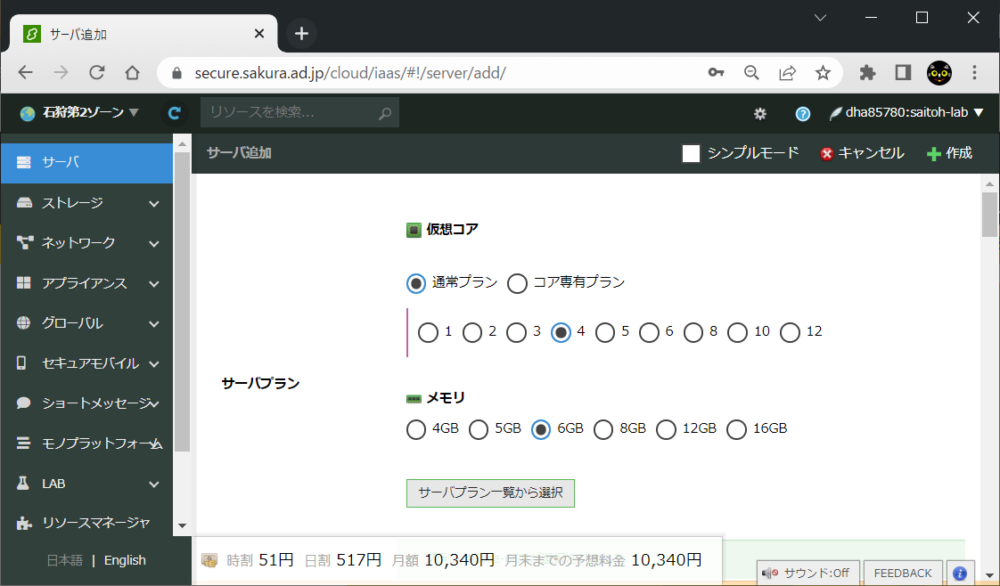 サーバ追加
secure.sakura.ad.jp/cloud/iaas/#!/server/add/
石狩第2ゾーン ▼ リソースを検索... dha85780:saitoh-lab ▼
サーバ追加 シンプルモード キャンセル 作成
サーバ
ストレージ
ネットワーク
アプライアンス
グローバル
セキュアモバイル
ショートメッセージ
モノプラットフォーム
LAB
リソースマネージャ
日本語 | English
サーバプラン
仮想コア
通常プラン コア専有プラン
1 2 3 4 5 6 8 10 12
メモリ
4GB 5GB 6GB 8GB 12GB 16GB
サーバプラン一覧から選択
時割 51円 日割 517円 月額 10,340円 月末までの予想料金 10,340円
サウンド:Off FEEDBACK